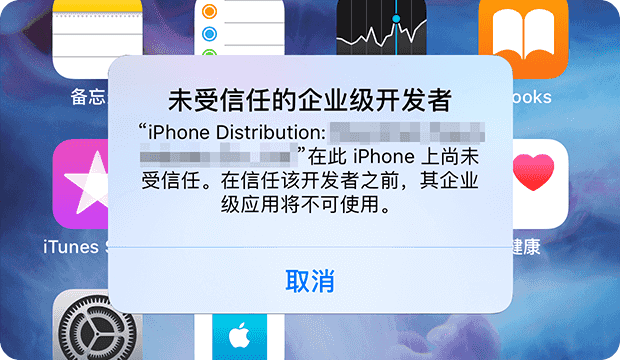 备忘
ooks
未受信任的企业级开发者
“iPhone Distribution:
”在此 iPhone 上尚未
受信任。在信任该开发者之前，其企业
级应用将不可使用。
iTunes S
健康
取消